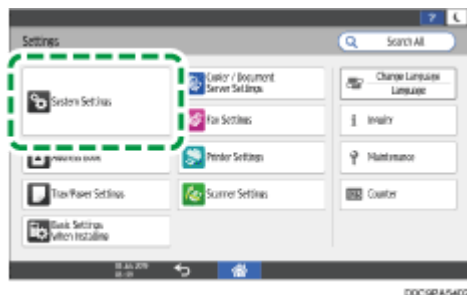 ?
Settings
Search All
System Settings
Copier / Document
Server Settings
Change Language
Language
Fax Settings
i Inquiry
Address Book
Printer Settings
Maintenance
Tray/Paper Settings
Scanner Settings
123 Counter
Basic Settings
When Installing